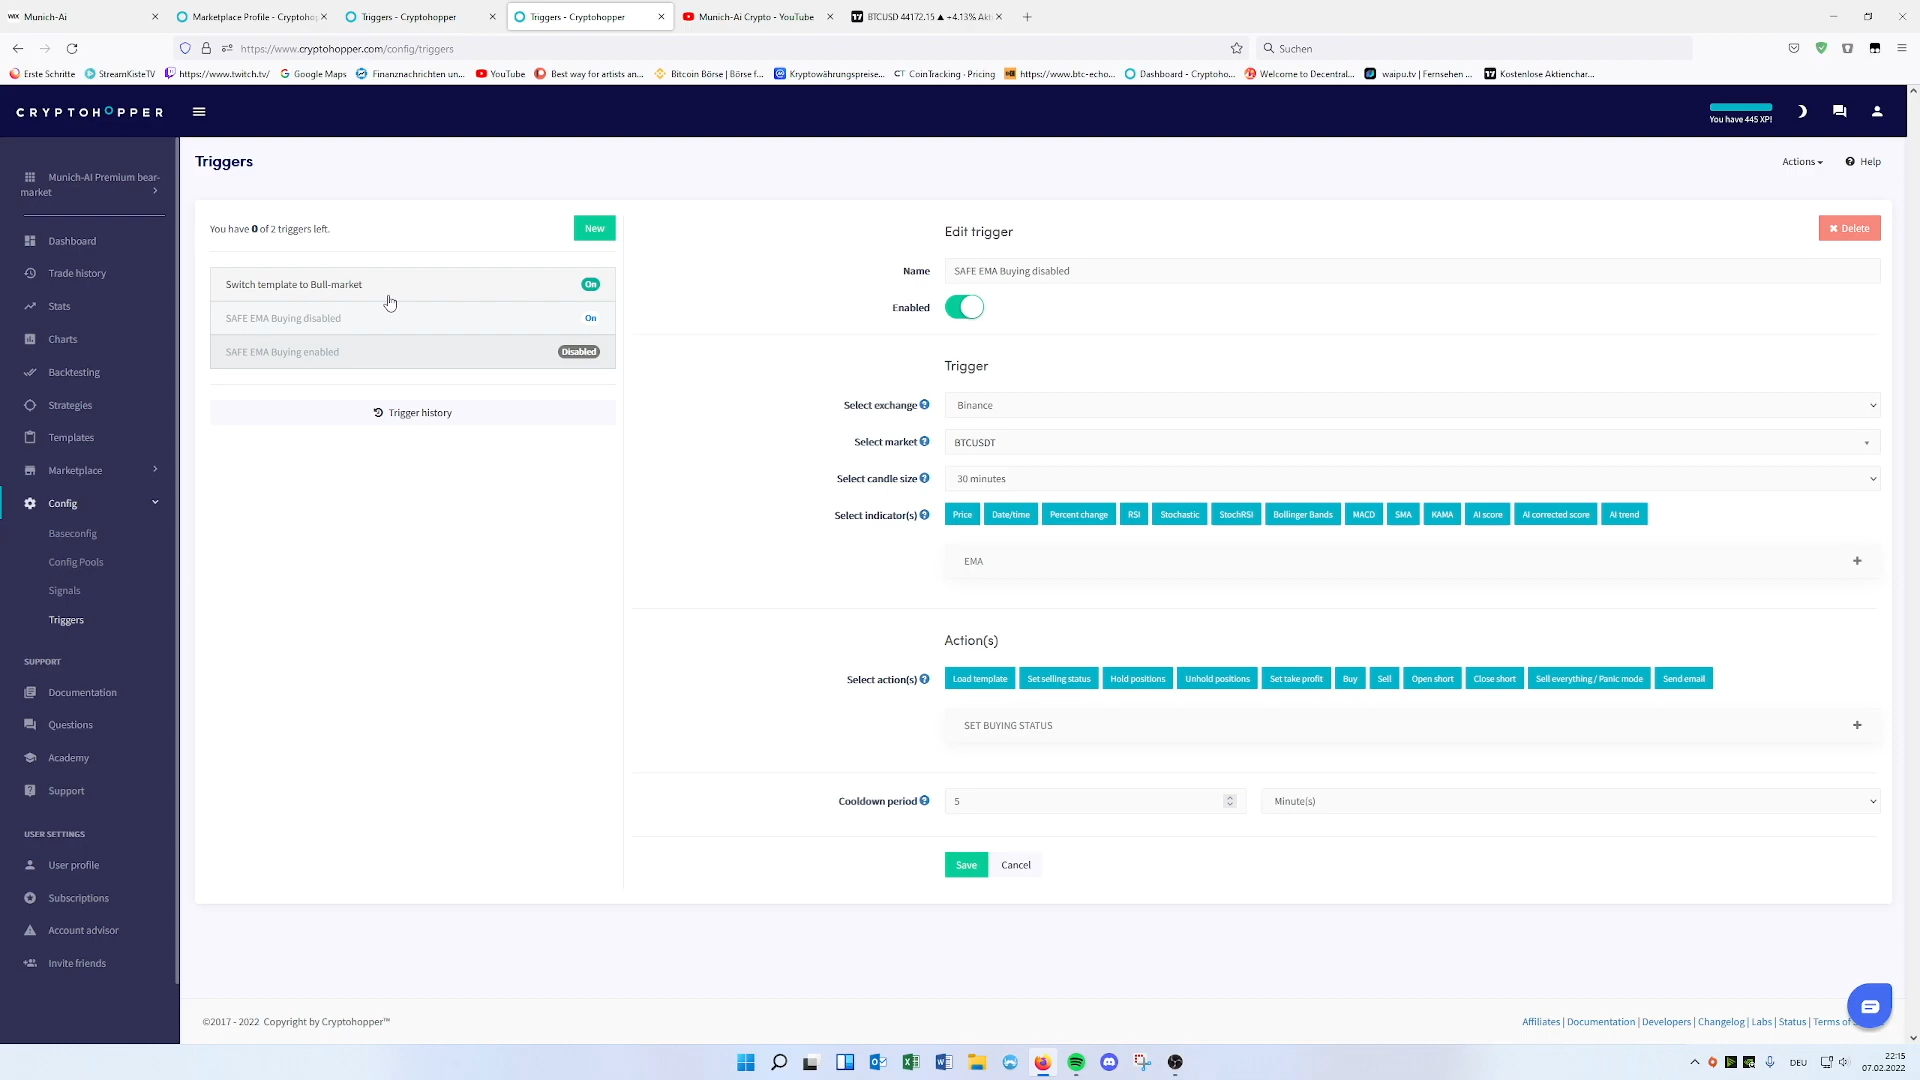 WiX Munich-Ai
Marketplace Profile - Cryptoho
Triggers - Cryptohopper
Triggers - Cryptohopper
Munich-Ai Crypto - YouTube
BTCUSD 44172.15 ▲ +4.13% Akt
https://www.cryptohopper.com/config/triggers
Suchen
Erste Schritte
StreamKisteTV
https://www.twitch.tv/
Google Maps
Finanznachrichten un...
YouTube
Best way for artists an...
Bitcoin Börse | Börse f...
Kryptowährungspreise...
CoinTracking · Pricing
https://www.btc-echo...
Dashboard - Cryptoho...
Welcome to Decentral...
waipu.tv | Fernsehen ...
Kostenlose Aktienchar...
CRYPTOHOPPER
You have 445 XP!
Munich-AI Premium bear-
market
Dashboard
Trade history
Stats
Charts
Backtesting
Strategies
Templates
Marketplace
Config
Baseconfig
Config Pools
Signals
Triggers
SUPPORT
Documentation
Questions
Academy
Support
USER SETTINGS
User profile
Subscriptions
Account advisor
Invite friends
Triggers
Actions
Help
You have 0 of 2 triggers left.
New
Switch template to Bull-market On
SAFE EMA Buying disabled On
SAFE EMA Buying enabled Disabled
Trigger history
Edit trigger
Delete
Name SAFE EMA Buying disabled
Enabled
Trigger
Select exchange Binance
Select market BTCUSDT
Select candle size 30 minutes
Select indicator(s) Price Date/time Percent change RSI Stochastic StochRSI Bollinger Bands MACD SMA KAMA AI score AI corrected score AI trend
EMA +
Action(s)
Select action(s) Load template Set selling status Hold positions Unhold positions Set take profit Buy Sell Open short Close short Sell everything / Panic mode Send email
SET BUYING STATUS +
Cooldown period 5 Minute(s)
Save Cancel
©2017 - 2022 Copyright by Cryptohopper™
Affiliates | Documentation | Developers | Changelog | Labs | Status | Terms of
DEU
22:15
07.02.2022